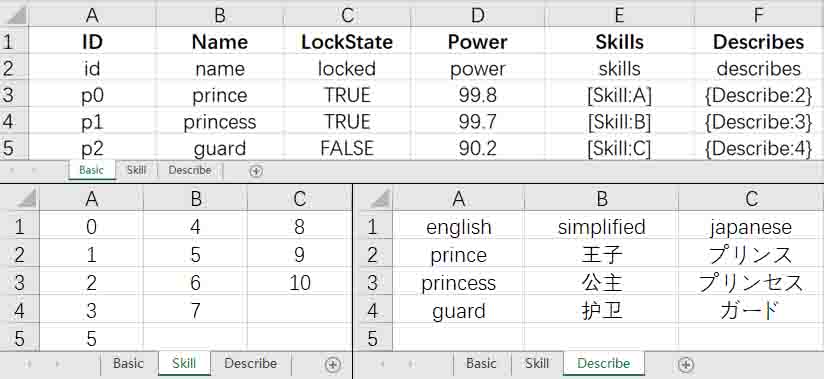 A B C D E F
1 ID Name LockState Power Skills Describes
2 id name locked power skills describes
3 p0 prince TRUE 99.8 [Skill:A] {Describe:2}
4 p1 princess TRUE 99.7 [Skill:B] {Describe:3}
5 p2 guard FALSE 90.2 [Skill:C] {Describe:4}
Basic Skill Describe
A B C
1 0 4 8
2 1 5 9
3 2 6 10
4 3 7
5 5
Basic Skill Describe
A B C
1 english simplified japanese
2 prince 王子 プリンス
3 princess 公主 プリンセス
4 guard 护卫 ガード
5
Basic Skill Describe